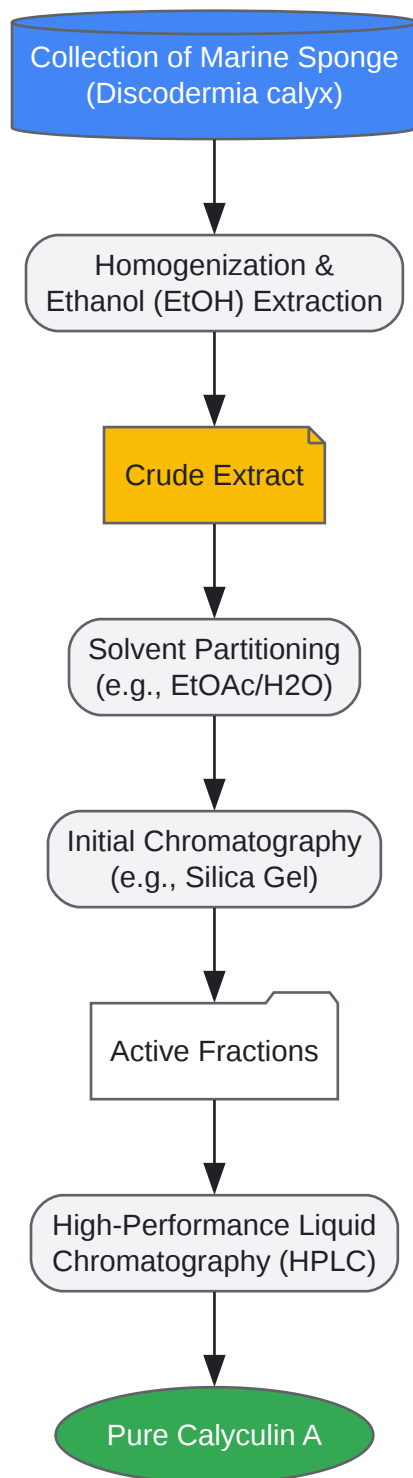 Collection of Marine Sponge
(Discodermia calyx)
Homogenization &
Ethanol (EtOH) Extraction
Crude Extract
Solvent Partitioning
(e.g., EtOAc/H2O)
Initial Chromatography
(e.g., Silica Gel)
Active Fractions
High-Performance Liquid
Chromatography (HPLC)
Pure Calyculin A